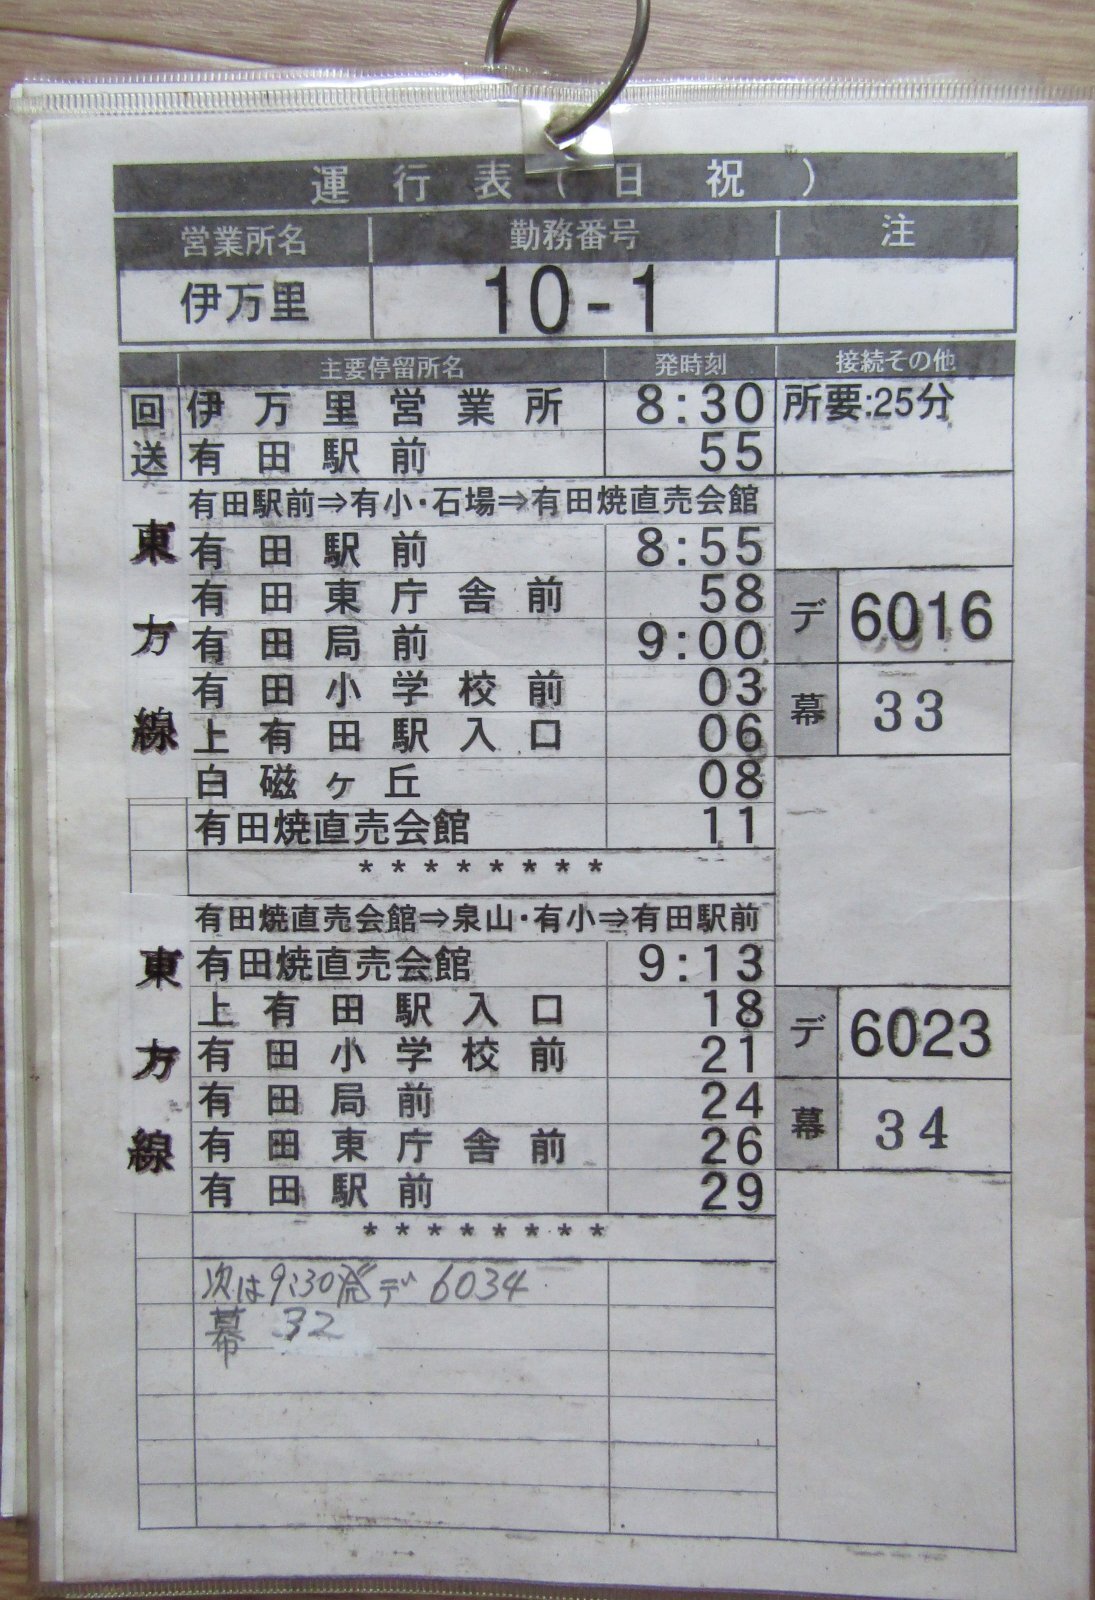 運行表(日祝)
営業所名 勤務番号 注
伊万里 10-1
主要停留所名 発時刻 接続その他
回送 伊万里営業所 8:30 所要:25分
有田駅前 55
東方線 有田駅前⇒有小・石場⇒有田焼直売会館
有田駅前 8:55
有田東庁舎前 58 デ 6016
有田局前 9:00
有田小学校前 03 幕 33
上有田駅入口 06
白磁ヶ丘 08
有田焼直売会館 11
* * * * * * * *
東方線 有田焼直売会館⇒泉山・有小⇒有田駅前
有田焼直売会館 9:13
上有田駅入口 18 デ 6023
有田小学校前 21
有田局前 24 幕 34
有田東庁舎前 26
有田駅前 29
* * * * * * * *
次は9:30発デ 6034
幕 32